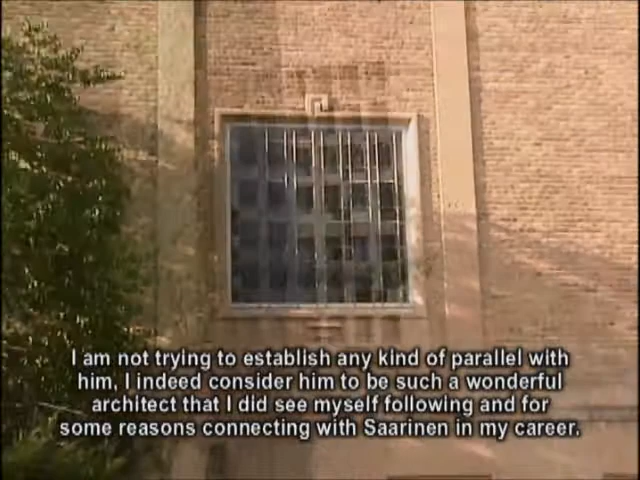 I am not trying to establish any kind of parallel with
him, I indeed consider him to be such a wonderful
architect that I did see myself following and for
some reasons connecting with Saarinen in my career.